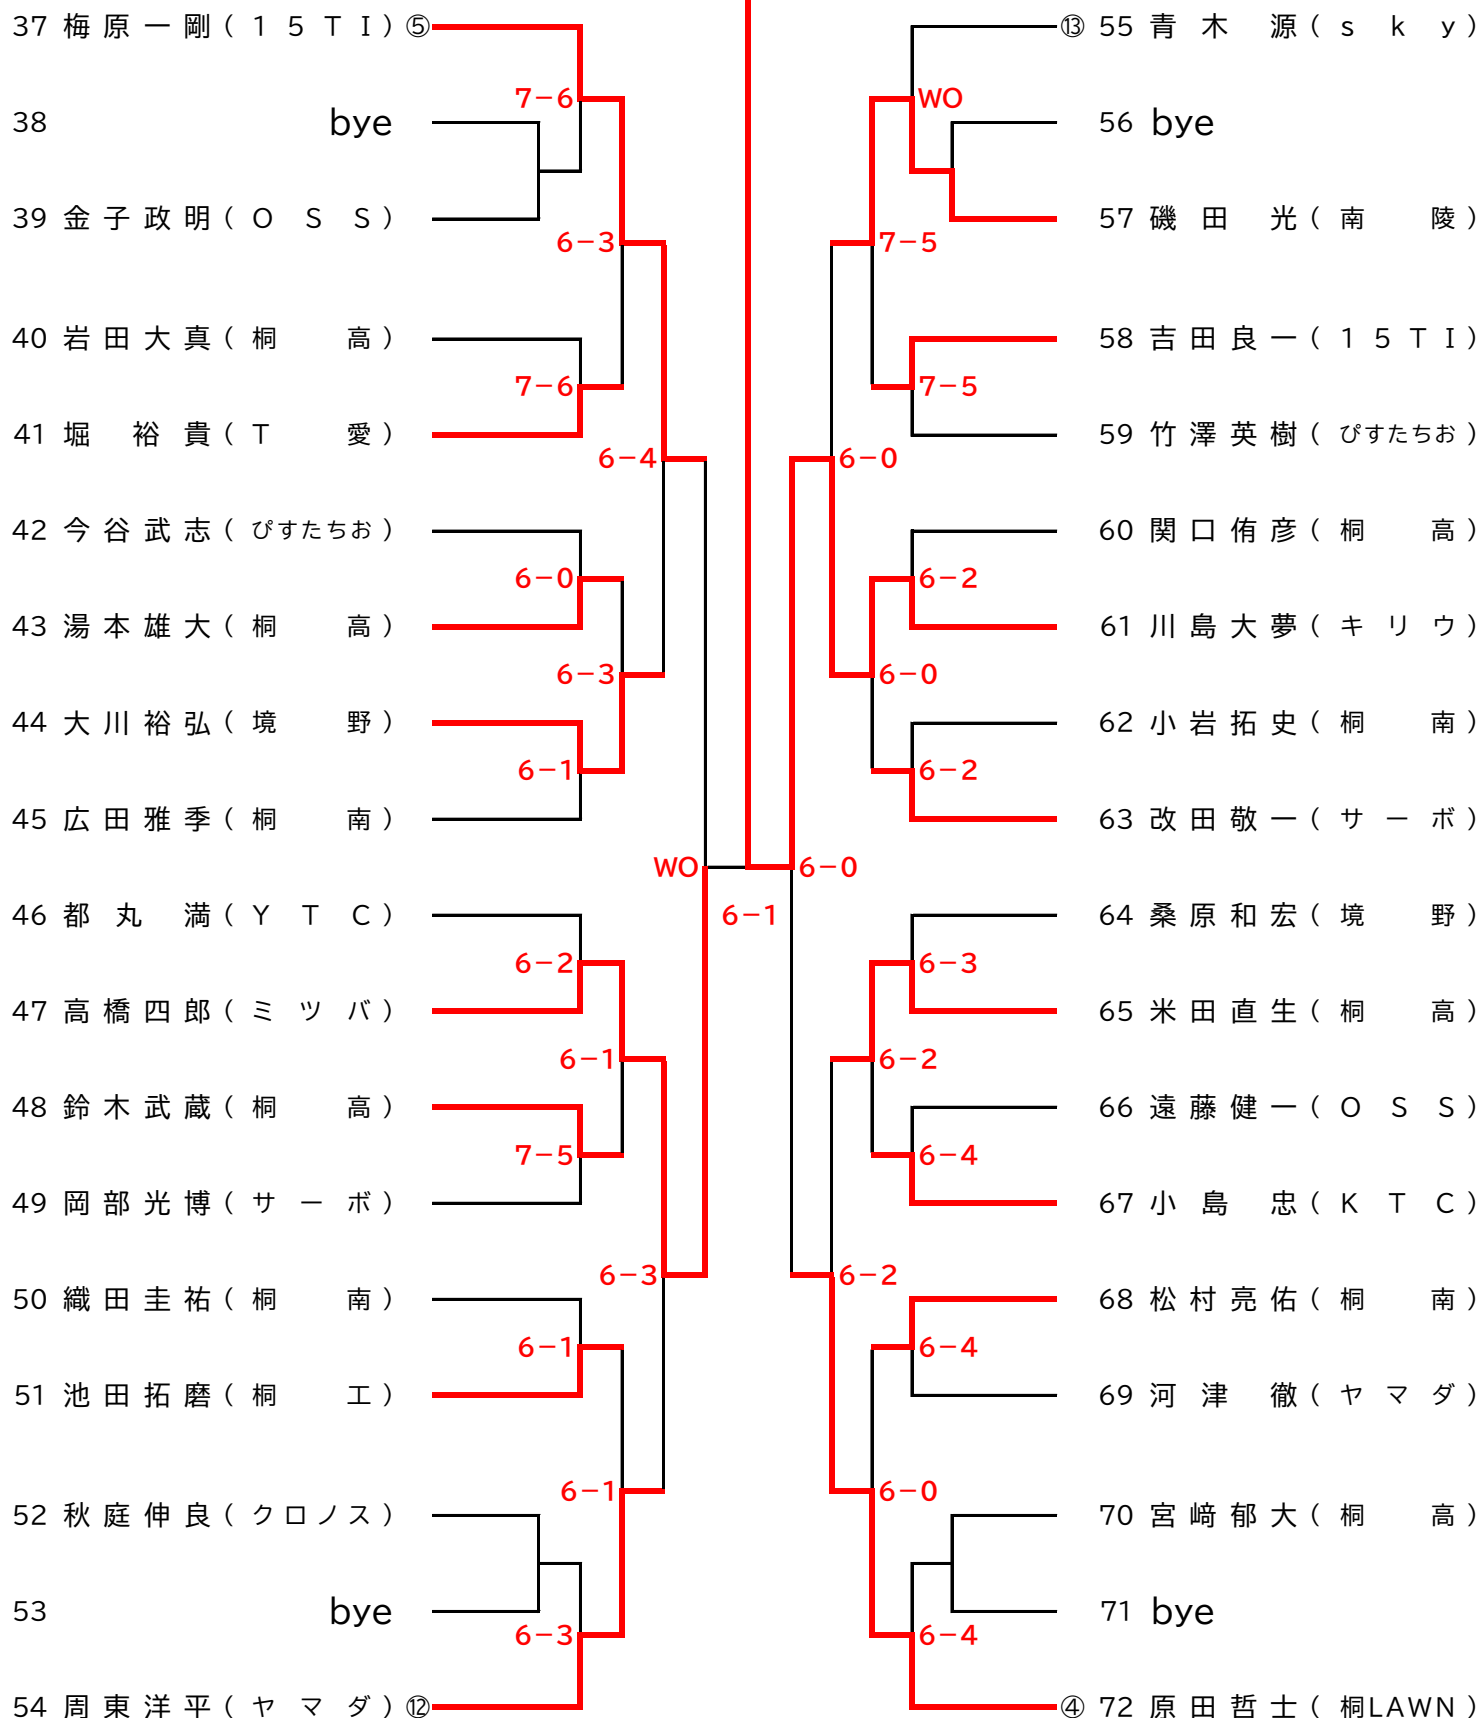 37 梅原一剛(15TI)⑤
7-6
38 bye
39 金子政明(OSS)
6-3
40 岩田大真(桐高)
7-6
41 堀裕貴(T愛)
6-4
42 今谷武志(ぴすたちお)
6-0
43 湯本雄大(桐高)
6-3
44 大川裕弘(境野)
6-1
45 広田雅季(桐南)
WO
46 都丸満(YTC)
6-2
47 高橋四郎(ミツバ)
6-1
48 鈴木武蔵(桐高)
7-5
49 岡部光博(サーボ)
6-3
50 織田圭祐(桐南)
6-1
51 池田拓磨(桐工)
6-1
52 秋庭伸良(クロノス)
53 bye
6-3
54 周東洋平(ヤマダ)⑫
6-1
⑬ 55 青木源(sky)
WO
56 bye
57 磯田光(南陵)
7-5
58 吉田良一(15TI)
7-5
59 竹澤英樹(ぴすたちお)
6-0
60 関口侑彦(桐高)
6-2
61 川島大夢(キリウ)
6-0
62 小岩拓史(桐南)
6-2
63 改田敬一(サーボ)
6-0
64 桑原和宏(境野)
6-3
65 米田直生(桐高)
6-2
66 遠藤健一(OSS)
6-4
67 小島忠(KTC)
6-2
68 松村亮佑(桐南)
6-4
69 河津徹(ヤマダ)
6-0
70 宮﨑郁大(桐高)
71 bye
6-4
④ 72 原田哲士(桐LAWN)